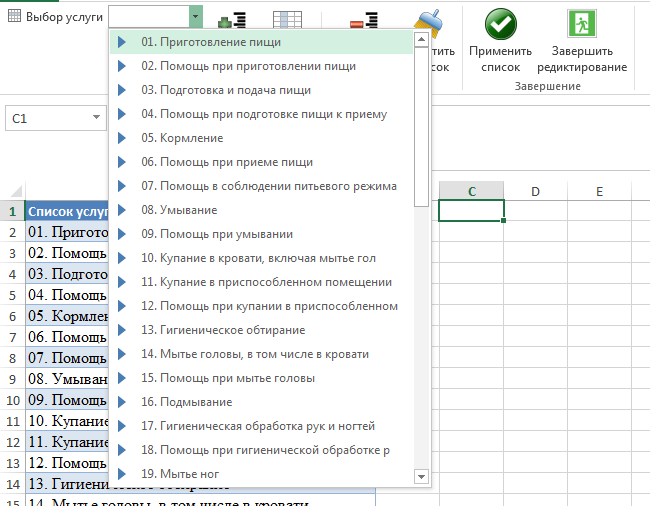 Выбор услуги
тить
сок
Применить
список
Завершить
редактирование
Завершение
01. Приготовление пищи
02. Помощь при приготовлении пищи
03. Подготовка и подача пищи
04. Помощь при подготовке пищи к приему
05. Кормление
06. Помощь при приеме пищи
07. Помощь в соблюдении питьевого режима
08. Умывание
09. Помощь при умывании
10. Купание в кровати, включая мытье гол
11. Купание в приспособленном помещении
12. Помощь при купании в приспособленном
13. Гигиеническое обтирание
14. Мытье головы, в том числе в кровати
15. Помощь при мытье головы
16. Подмывание
17. Гигиеническая обработка рук и ногтей
18. Помощь при гигиенической обработке р
19. Мытье ног
C1
C D E
1 Список услуг
2 01. Пригото
3 02. Помощь
4 03. Подгото
5 04. Помощь
6 05. Кормлен
7 06. Помощь
8 07. Помощь
9 08. Умыван
10 09. Помощь
11 10. Купание
12 11. Купание
13 12. Помощь
14 13. Гигиен
15 14. Мытье головы, в том числе в кровати